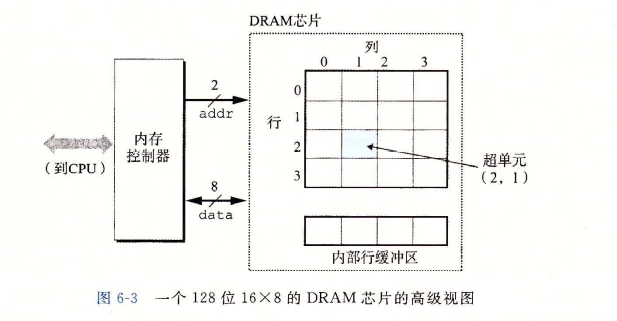 DRAM芯片
列
0 1 2 3
2
addr
行
0
1
2
3
内存
控制器
(到CPU)
8
data
超单元
(2，1)
内部行缓冲区
图 6-3 一个 128 位 16×8 的 DRAM 芯片的高级视图